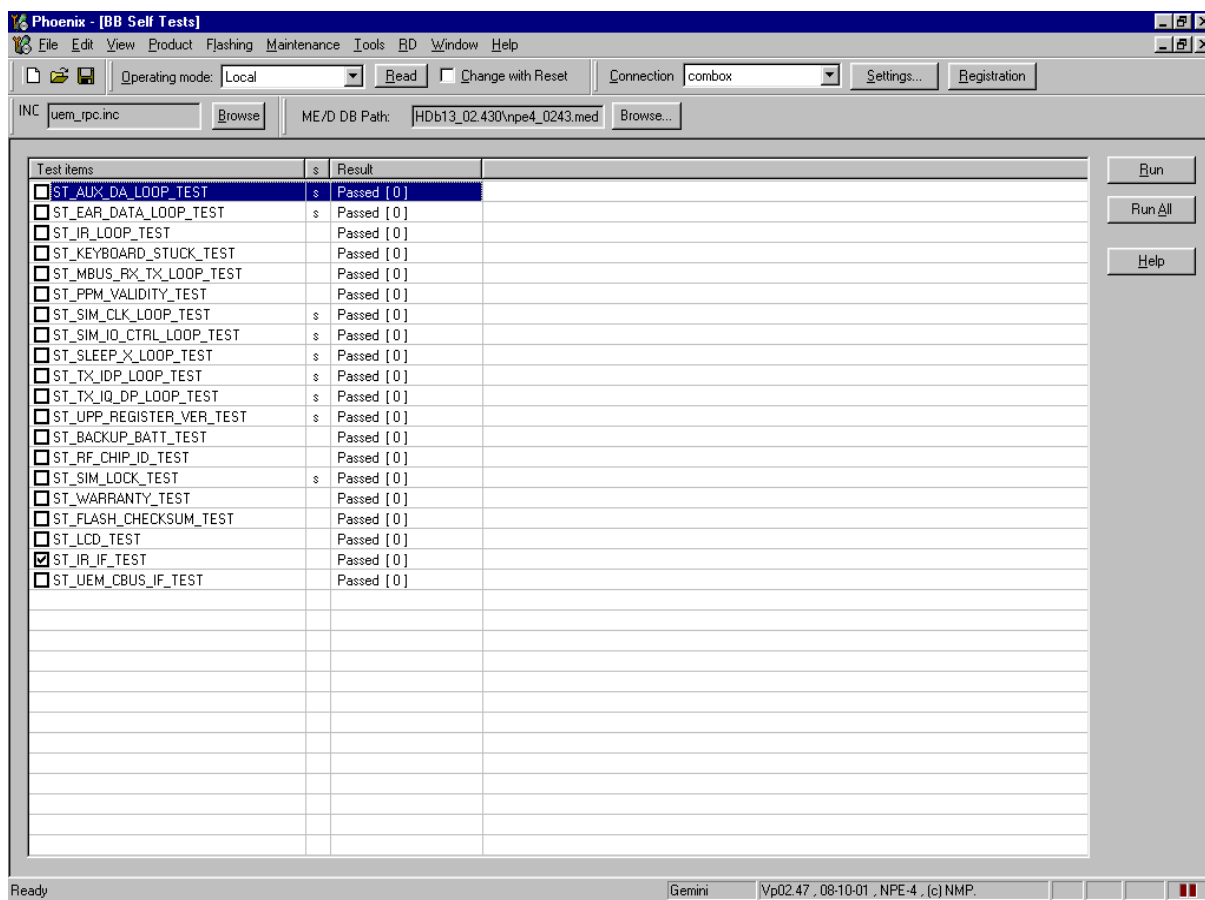 Phoenix - [BB Self Tests]
File Edit View Product Flashing Maintenance Tools RD Window Help
Operating mode: Local Read Change with Reset Connection combox Settings... Registration
INC uem_rpc.inc Browse ME/D DB Path: HDb13_02.430\npe4_0243.med Browse...
Test items s Result
ST_AUX_DA_LOOP_TEST s Passed [ 0 ]
ST_EAR_DATA_LOOP_TEST s Passed [ 0 ]
ST_IR_LOOP_TEST Passed [ 0 ]
ST_KEYBOARD_STUCK_TEST Passed [ 0 ]
ST_MBUS_RX_TX_LOOP_TEST Passed [ 0 ]
ST_PPM_VALIDITY_TEST Passed [ 0 ]
ST_SIM_CLK_LOOP_TEST s Passed [ 0 ]
ST_SIM_IO_CTRL_LOOP_TEST s Passed [ 0 ]
ST_SLEEP_X_LOOP_TEST s Passed [ 0 ]
ST_TX_IDP_LOOP_TEST s Passed [ 0 ]
ST_TX_IQ_DP_LOOP_TEST s Passed [ 0 ]
ST_UPP_REGISTER_VER_TEST s Passed [ 0 ]
ST_BACKUP_BATT_TEST Passed [ 0 ]
ST_RF_CHIP_ID_TEST Passed [ 0 ]
ST_SIM_LOCK_TEST s Passed [ 0 ]
ST_WARRANTY_TEST Passed [ 0 ]
ST_FLASH_CHECKSUM_TEST Passed [ 0 ]
ST_LCD_TEST Passed [ 0 ]
ST_IR_IF_TEST Passed [ 0 ]
ST_UEM_CBUS_IF_TEST Passed [ 0 ]
Run
Run All
Help
Ready Gemini Vp02.47 , 08-10-01 , NPE-4 , (c) NMP.